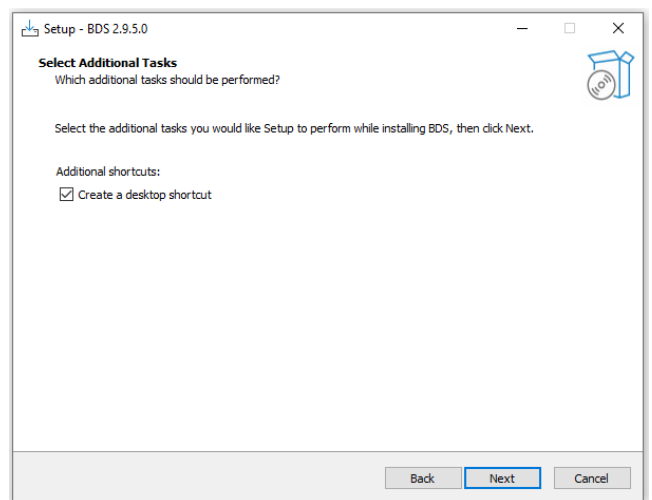 Setup - BDS 2.9.5.0
Select Additional Tasks
Which additional tasks should be performed?
Select the additional tasks you would like Setup to perform while installing BDS, then click Next.
Additional shortcuts:
Create a desktop shortcut
Back Next Cancel